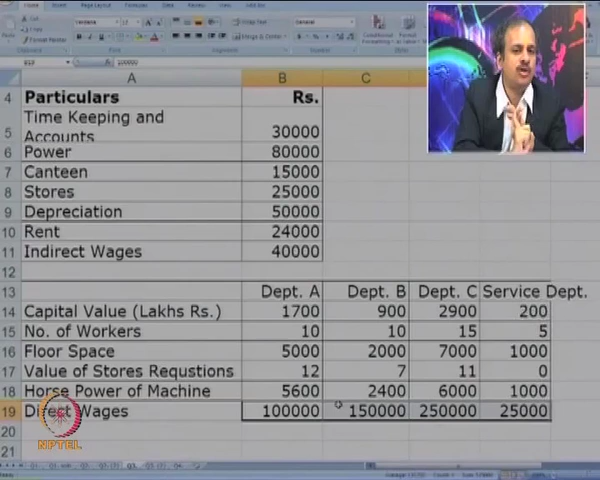 Particulars Rs.
Time Keeping and
Accounts 30000
Power 80000
Canteen 15000
Stores 25000
Depreciation 50000
Rent 24000
Indirect Wages 40000
Dept. A Dept. B Dept. C Service Dept.
Capital Value (Lakhs Rs.) 1700 900 2900 200
No. of Workers 10 10 15 5
Floor Space 5000 2000 7000 1000
Value of Stores Requstions 12 7 11 0
Horse Power of Machine 5600 2400 6000 1000
Direct Wages 100000 150000 250000 25000
NPTEL